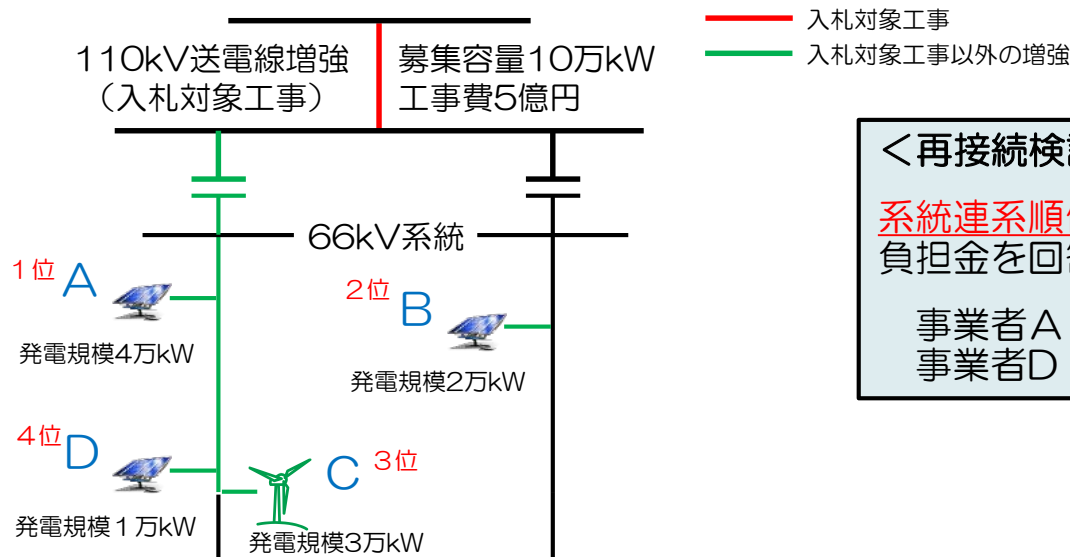 入札対象工事
入札対象工事以外の増強
110kV送電線増強
（入札対象工事）
募集容量10万kW
工事費5億円
66kV系統
1位
A
発電規模4万kW
2位
B
発電規模2万kW
4位
D
発電規模１万kW
C
3位
発電規模3万kW
＜再接続検
系統連系順
負担金を回
事業者A
事業者D